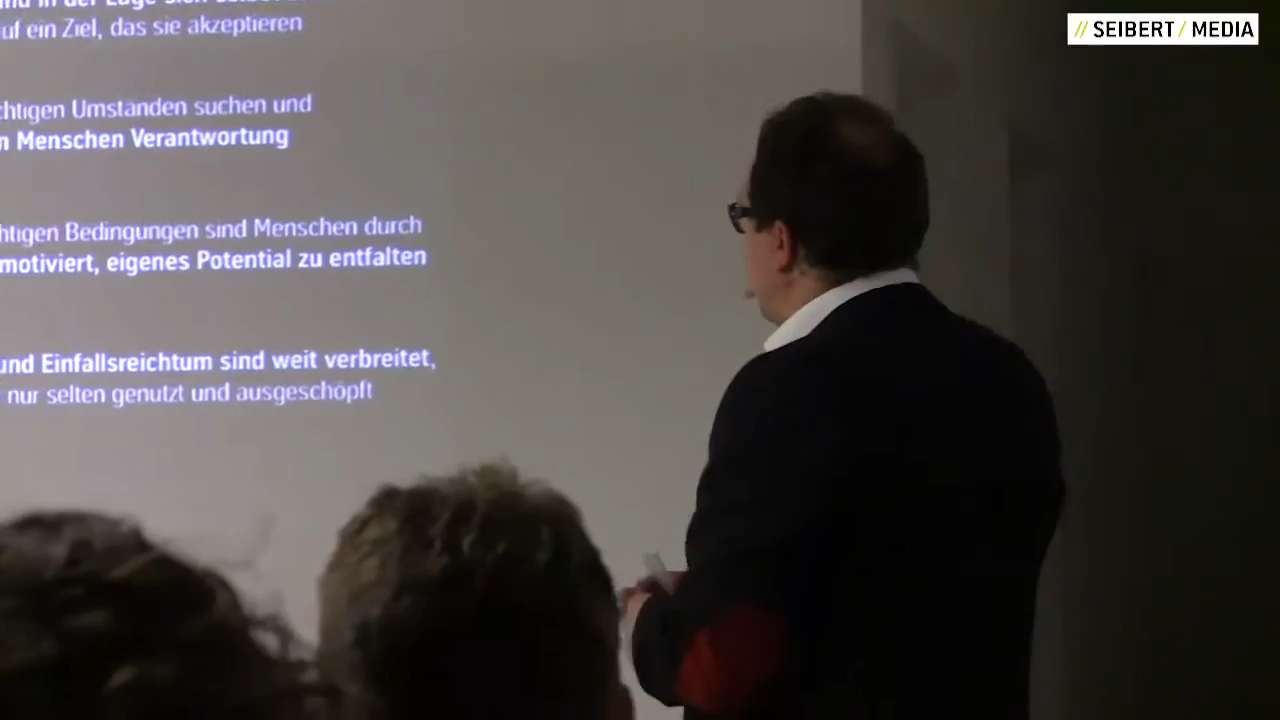 // SEIBERT / MEDIA
uf ein Ziel, das sie akzeptieren
chtigen Umständen suchen und
n Menschen Verantwortung
htigen Bedingungen sind Menschen durch
motiviert, eigenes Potential zu entfalten
und Einfallsreichtum sind weit verbreitet,
nur selten genutzt und ausgeschöpft